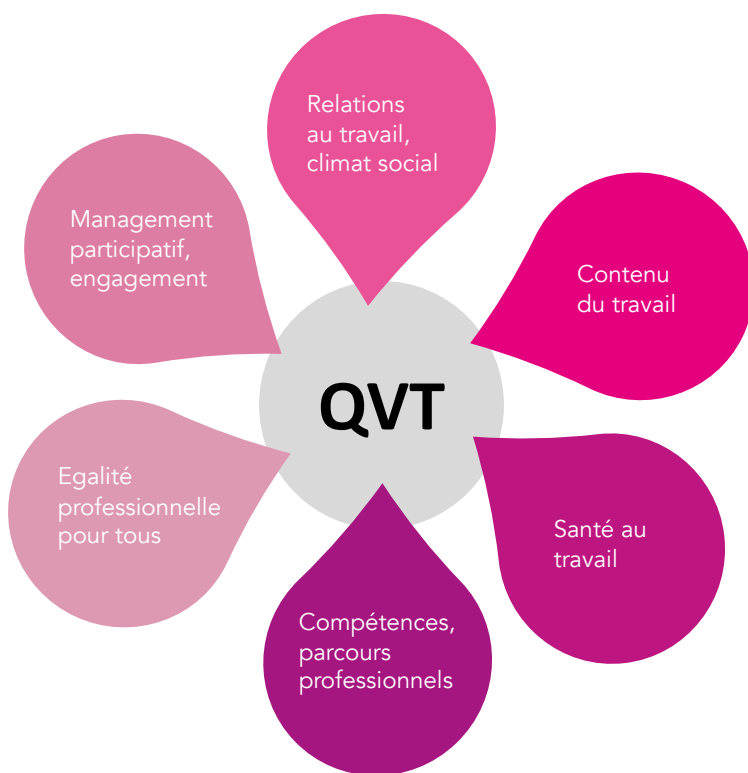 Relations
au travail,
climat social
Management
participatif,
engagement
Contenu
du travail
QVT
Egalité
professionnelle
pour tous
Santé au
travail
Compétences,
parcours
professionnels